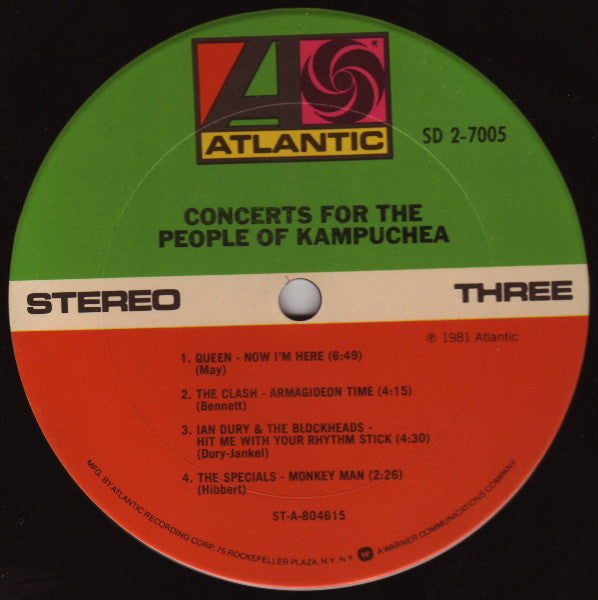 ATLANTIC
®
SD 2-7005
CONCERTS FOR THE
PEOPLE OF KAMPUCHEA
STEREO
THREE
℗ 1981 Atlantic
1. QUEEN - NOW I'M HERE (6:49)
(May)
2. THE CLASH - ARMAGIDEON TIME (4:15)
(Bennett)
3. IAN DURY & THE BLOCKHEADS -
HIT ME WITH YOUR RHYTHM STICK (4:30)
(Dury-Jankel)
4. THE SPECIALS - MONKEY MAN (2:26)
(Hibbert)
ST-A-804615
MFG. BY ATLANTIC RECORDING CORP. 75 ROCKEFELLER PLAZA, N.Y. N.Y. A WARNER COMMUNICATIONS COMPANY